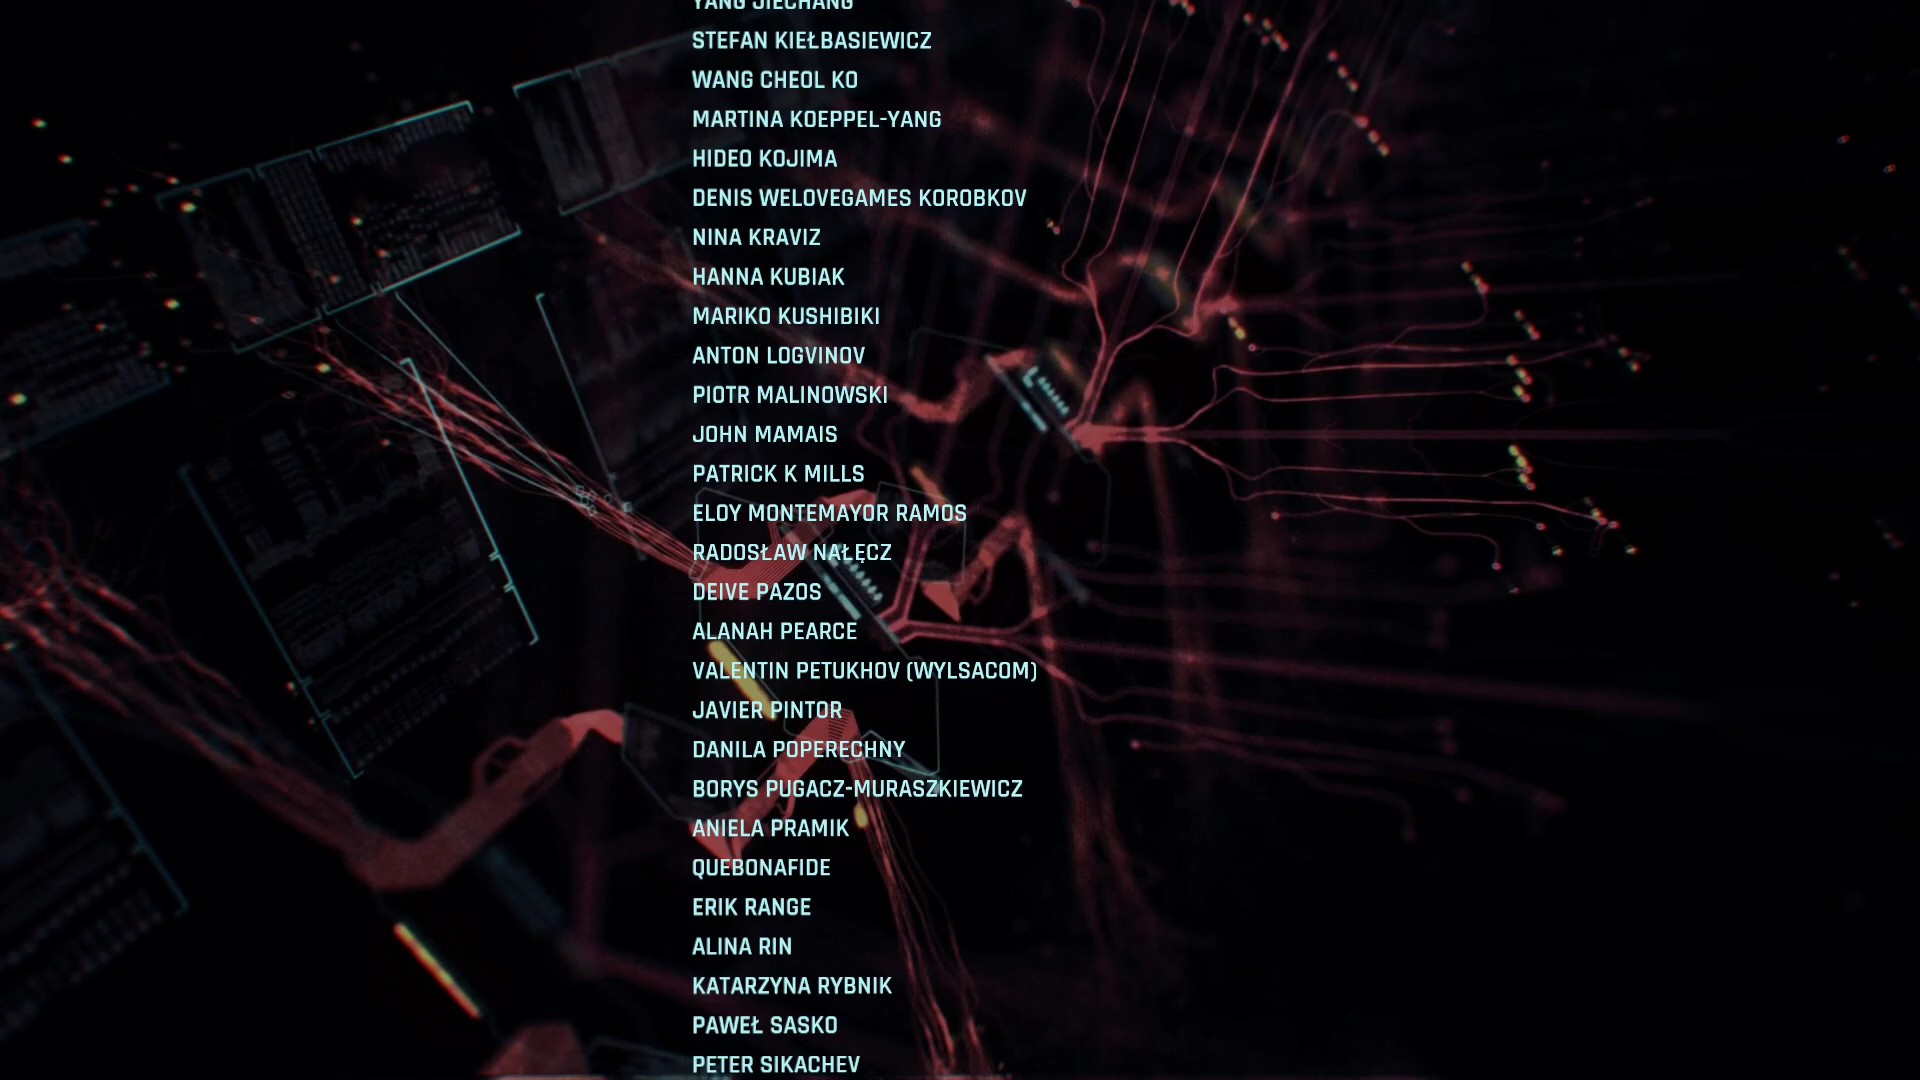 YANG JIECHANG
STEFAN KIEŁBASIEWICZ
WANG CHEOL KO
MARTINA KOEPPEL-YANG
HIDEO KOJIMA
DENIS WELOVEGAMES KOROBKOV
NINA KRAVIZ
HANNA KUBIAK
MARIKO KUSHIBIKI
ANTON LOGVINOV
PIOTR MALINOWSKI
JOHN MAMAIS
PATRICK K MILLS
ELOY MONTEMAYOR RAMOS
RADOSŁAW NAŁĘCZ
DEIVE PAZOS
ALANAH PEARCE
VALENTIN PETUKHOV (WYLSACOM)
JAVIER PINTOR
DANILA POPERECHNY
BORYS PUGACZ-MURASZKIEWICZ
ANIELA PRAMIK
QUEBONAFIDE
ERIK RANGE
ALINA RIN
KATARZYNA RYBNIK
PAWEŁ SASKO
PETER SIKACHEV